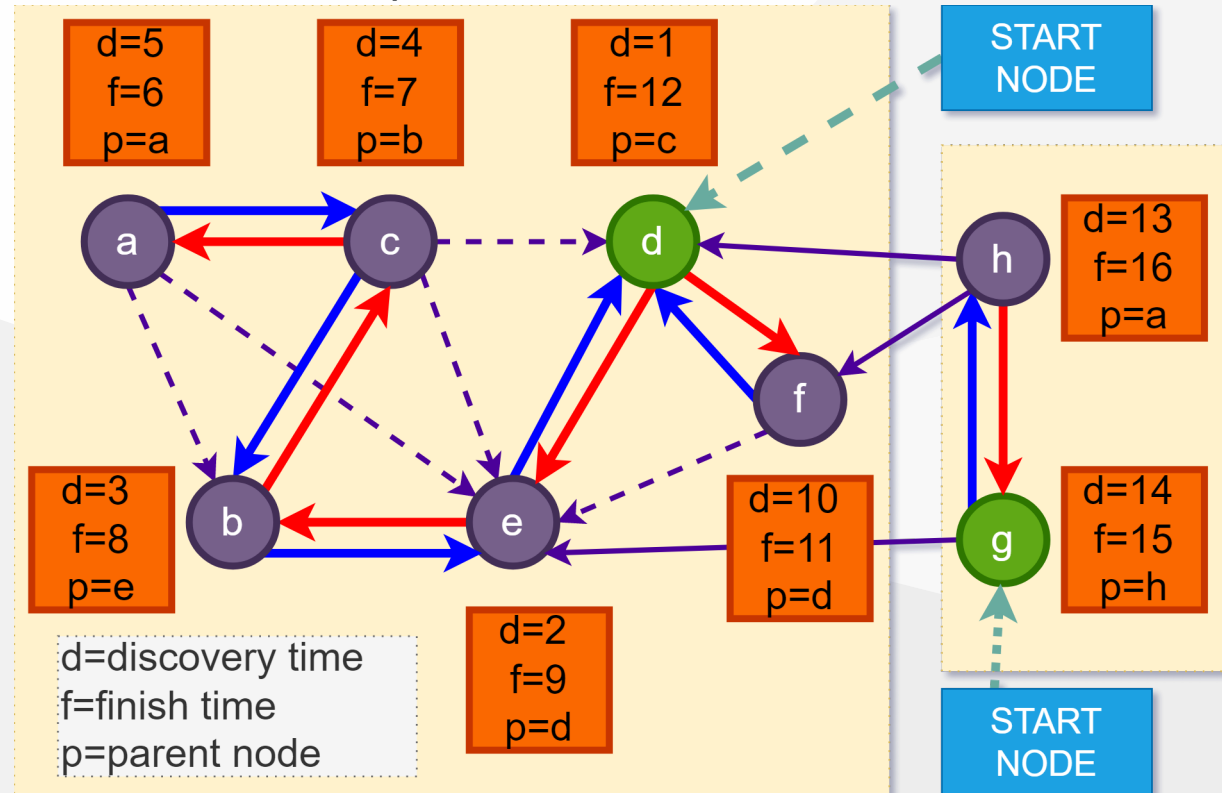 d=5
f=6
p=a
d=4
f=7
p=b
d=1
f=12
p=c
START
NODE
a
c
d
h
d=13
f=16
p=a
f
d=3
f=8
p=e
b
e
d=10
f=11
p=d
g
d=14
f=15
p=h
d=2
f=9
p=d
d=discovery time
f=finish time
p=parent node
START
NODE